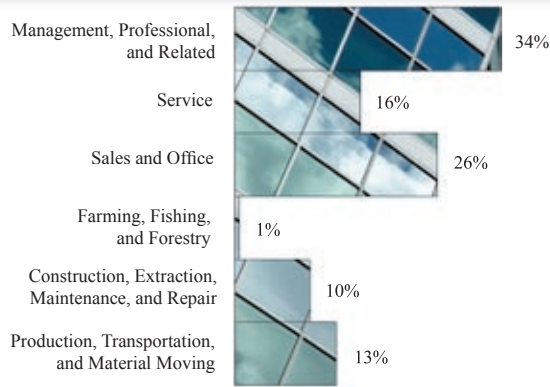 Management, Professional,
and Related
34%
Service
16%
Sales and Office
26%
Farming, Fishing,
and Forestry
1%
Construction, Extraction,
Maintenance, and Repair
10%
Production, Transportation,
and Material Moving
13%